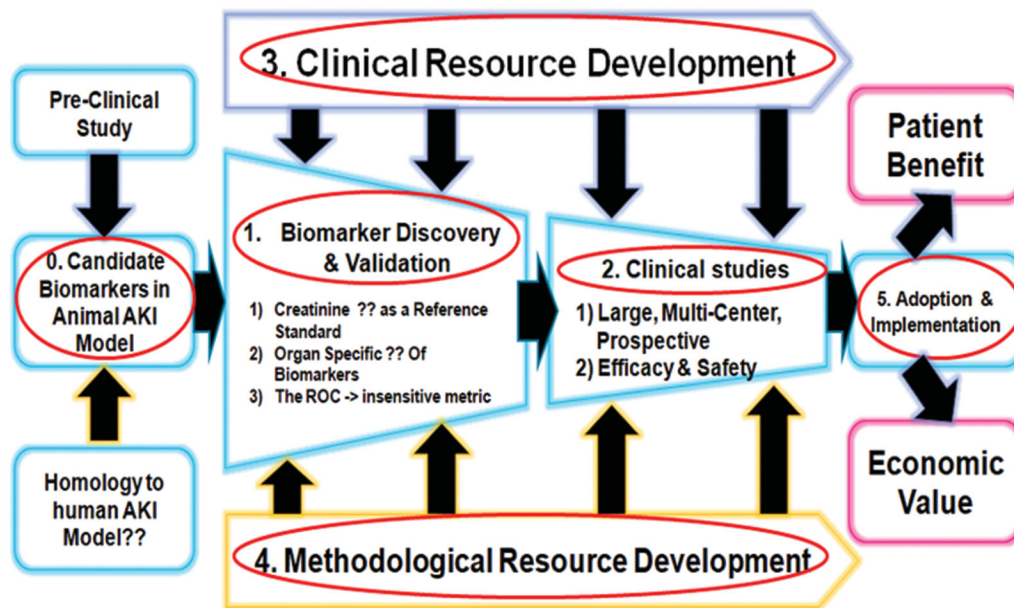 3. Clinical Resource Development
Pre-Clinical
Study
0. Candidate
Biomarkers in
Animal AKI
Model
Homology to
human AKI
Model??
1. Biomarker Discovery
& Validation
1) Creatinine ?? as a Reference
Standard
2) Organ Specific ?? Of
Biomarkers
3) The ROC -> insensitive metric
2. Clinical studies
1) Large, Multi-Center,
Prospective
2) Efficacy & Safety
Patient
Benefit
5. Adoption &
Implementation
Economic
Value
4. Methodological Resource Development